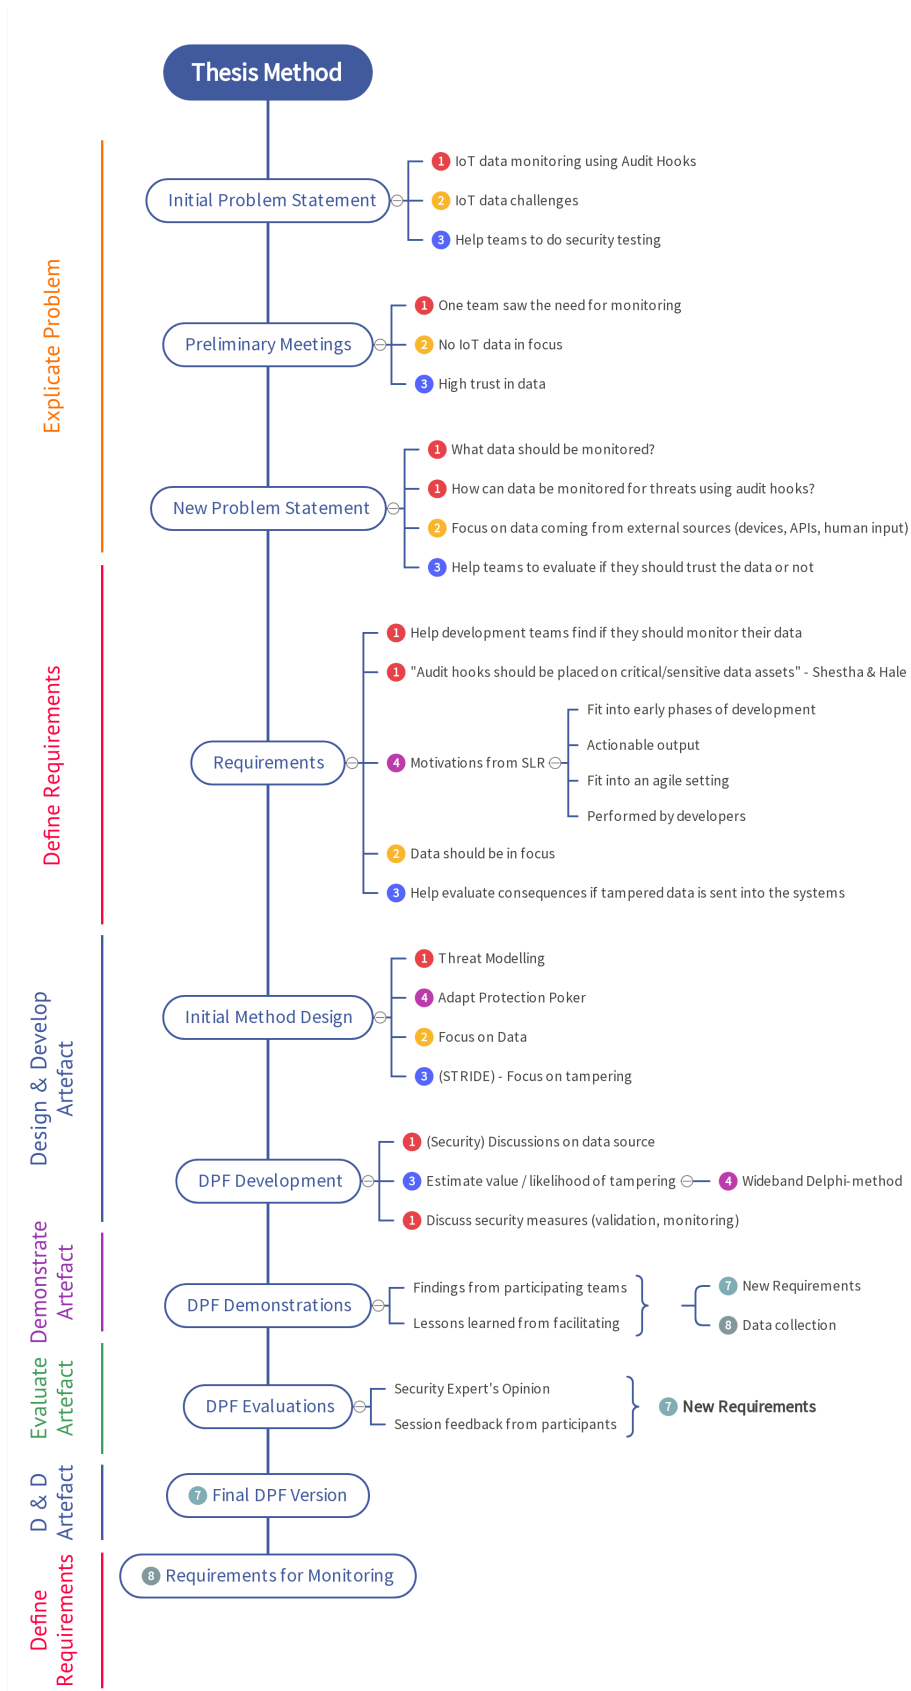 Thesis Method
Explicate Problem
Initial Problem Statement
1 IoT data monitoring using Audit Hooks
2 IoT data challenges
3 Help teams to do security testing
Preliminary Meetings
1 One team saw the need for monitoring
2 No IoT data in focus
3 High trust in data
New Problem Statement
1 What data should be monitored?
1 How can data be monitored for threats using audit hooks?
2 Focus on data coming from external sources (devices, APIs, human input)
3 Help teams to evaluate if they should trust the data or not
Define Requirements
Requirements
1 Help development teams find if they should monitor their data
1 "Audit hooks should be placed on critical/sensitive data assets" - Shestha & Hale
4 Motivations from SLR
Fit into early phases of development
Actionable output
Fit into an agile setting
Performed by developers
2 Data should be in focus
3 Help evaluate consequences if tampered data is sent into the systems
Design & Develop
Artefact
Initial Method Design
1 Threat Modelling
4 Adapt Protection Poker
2 Focus on Data
3 (STRIDE) - Focus on tampering
DPF Development
1 (Security) Discussions on data source
3 Estimate value / likelihood of tampering
4 Wideband Delphi-method
1 Discuss security measures (validation, monitoring)
Demonstrate
Artefact
DPF Demonstrations
Findings from participating teams
Lessons learned from facilitating
7 New Requirements
8 Data collection
Evaluate
Artefact
DPF Evaluations
Security Expert's Opinion
Session feedback from participants
7 New Requirements
D & D
Artefact
7 Final DPF Version
Define
Requirements
8 Requirements for Monitoring